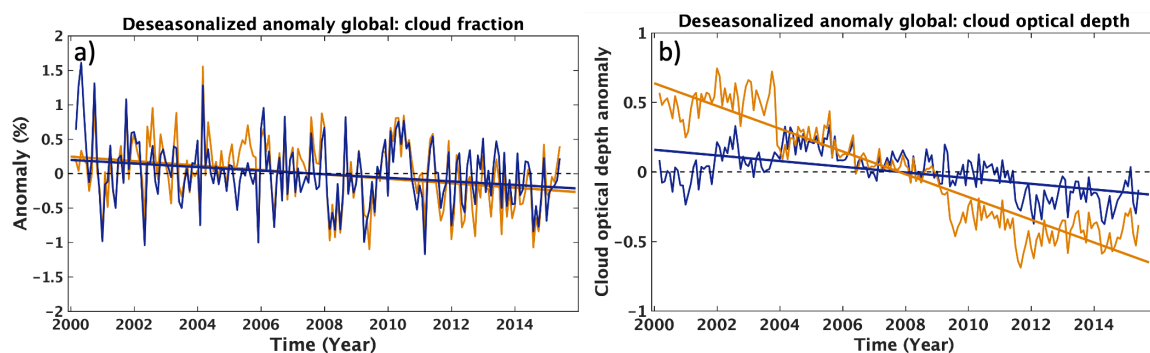 Deseasonalized anomaly global: cloud fraction
a)
Anomaly (%)
2
1.5
1
0.5
0
−0.5
−1
−1.5
−2
2000 2002 2004 2006 2008 2010 2012 2014
Time (Year)
Deseasonalized anomaly global: cloud optical depth
b)
Cloud optical depth anomaly
1
0.5
0
−0.5
−1
2000 2002 2004 2006 2008 2010 2012 2014
Time (Year)